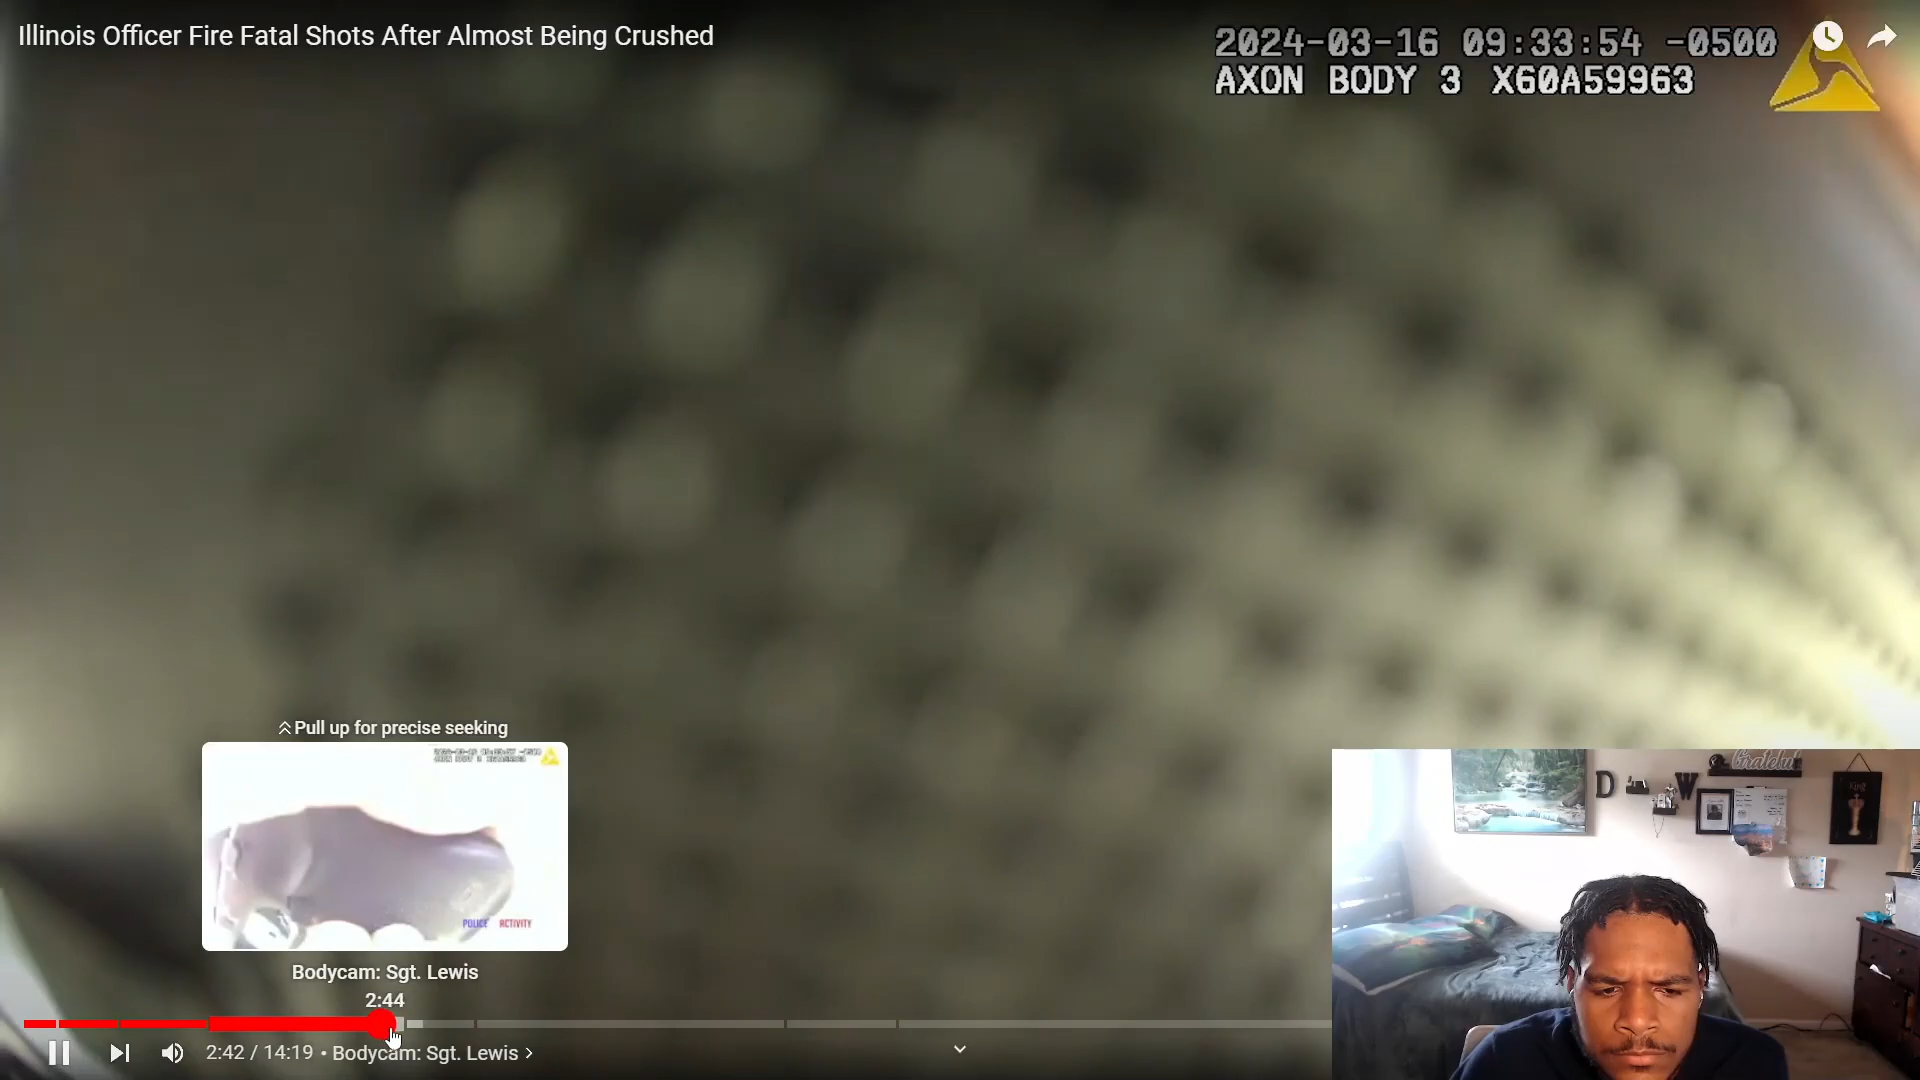 Illinois Officer Fire Fatal Shots After Almost Being Crushed
2024-03-16 09:33:54 -0500
AXON BODY 3 X60A59963
Pull up for precise seeking
POLICE ACTIVITY
Bodycam: Sgt. Lewis
2:44
2:42 / 14:19 • Bodycam: Sgt. Lewis
D
W
Grateful
King